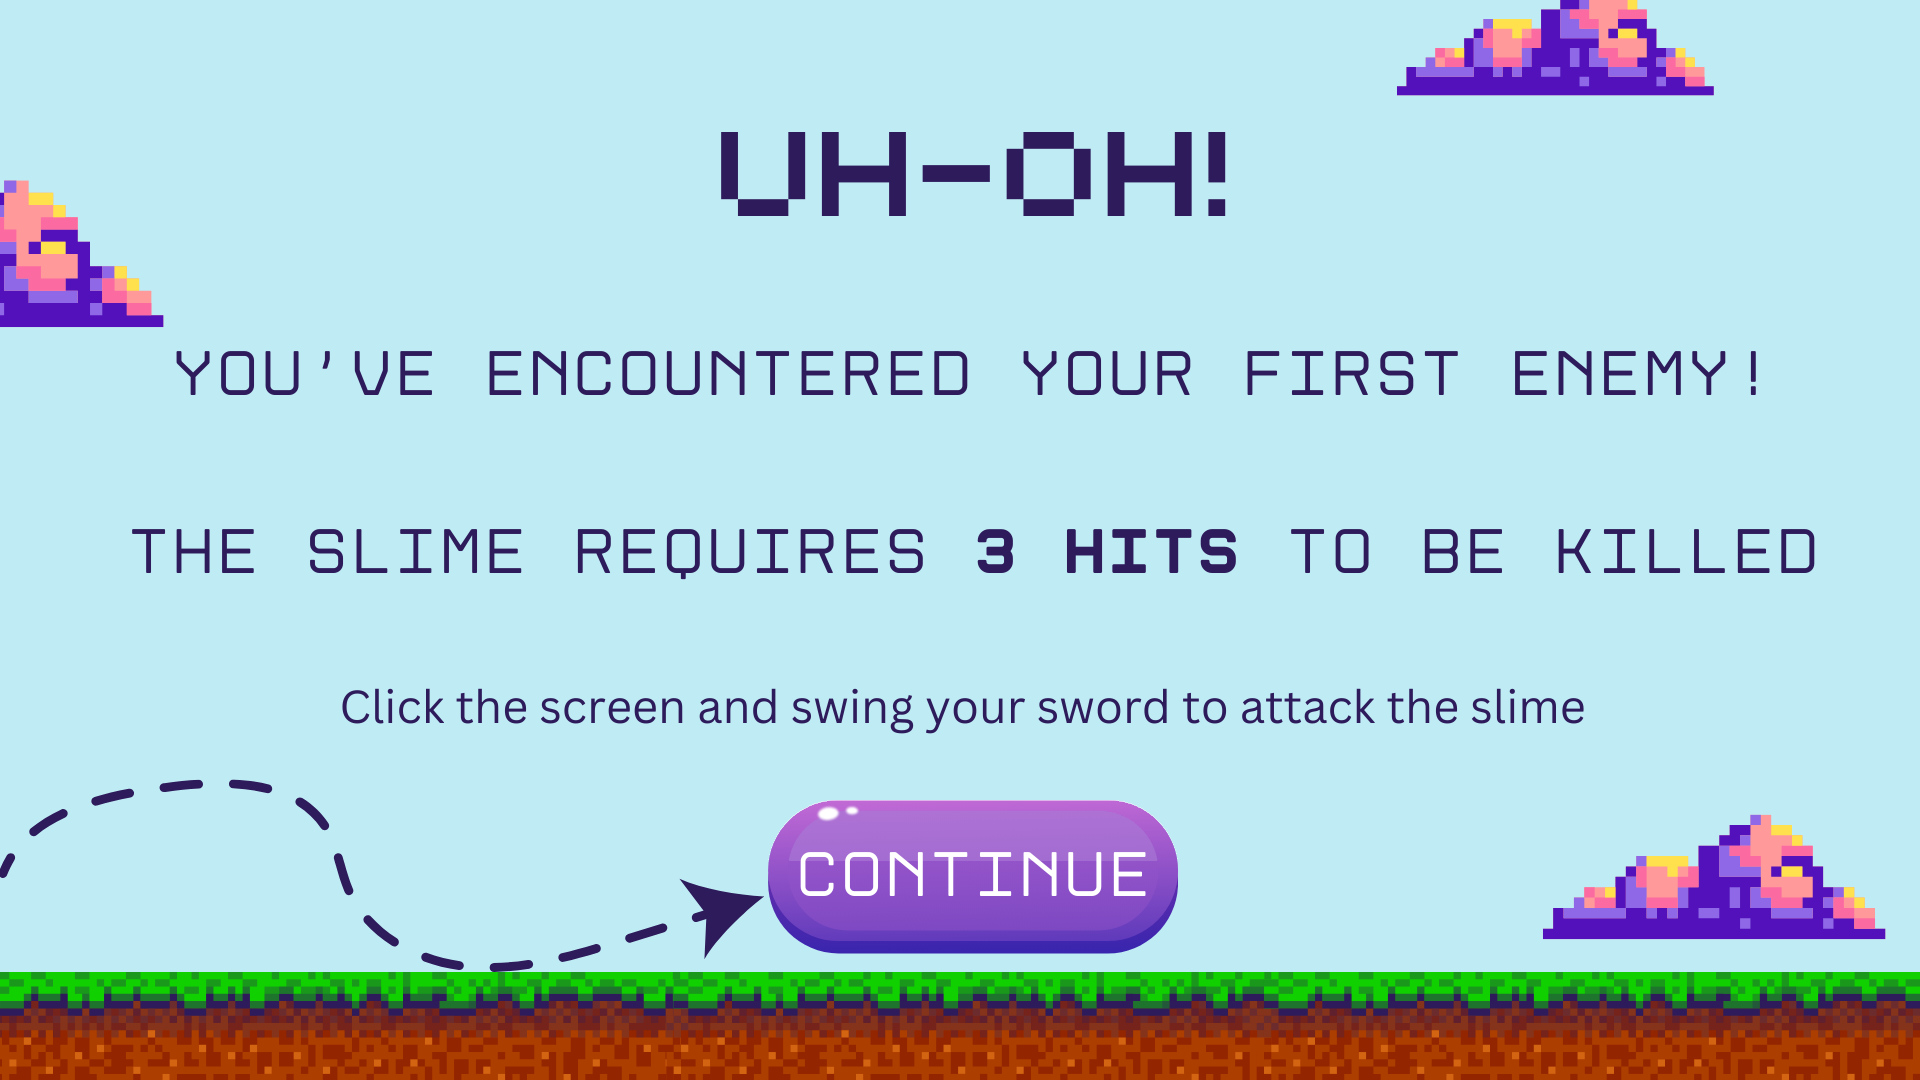 UH-OH!
YOU'VE ENCOUNTERED YOUR FIRST ENEMY!
THE SLIME REQUIRES 3 HITS TO BE KILLED
Click the screen and swing your sword to attack the slime
CONTINUE